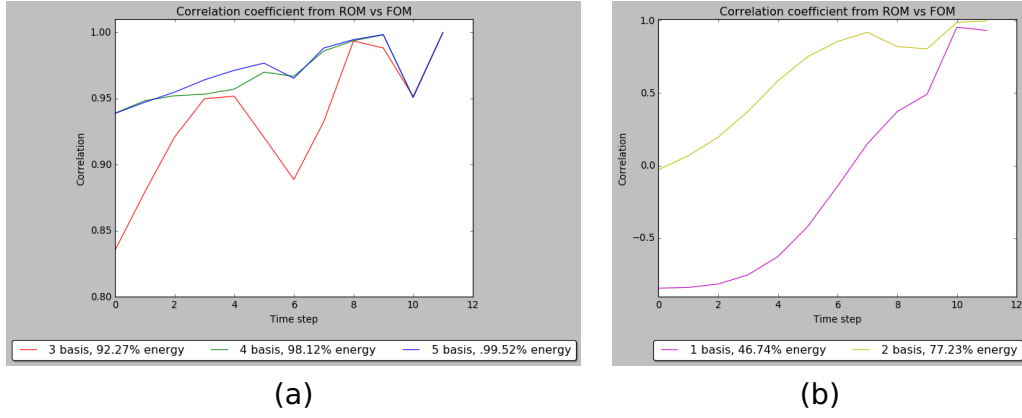 Correlation coefficient from ROM vs FOM
1.00
0.95
0.90
0.85
0.80
Correlation
0 2 4 6 8 10 12
Time step
3 basis, 92.27% energy 4 basis, 98.12% energy 5 basis, .99.52% energy
(a)
Correlation coefficient from ROM vs FOM
1.0
0.5
0.0
−0.5
Correlation
0 2 4 6 8 10 12
Time step
1 basis, 46.74% energy 2 basis, 77.23% energy
(b)